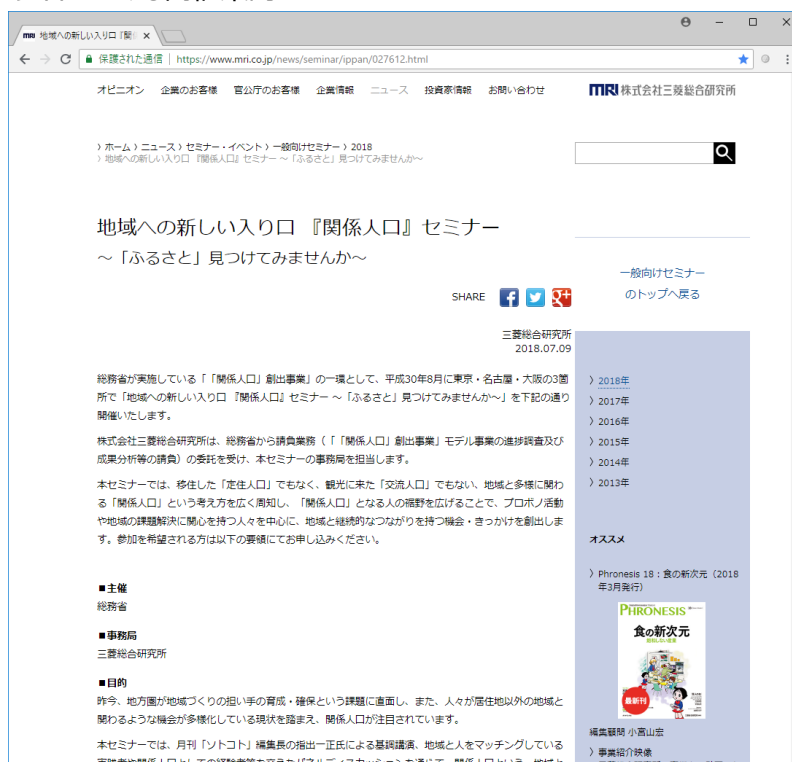 mri 地域への新しい入り口『関
保護された通信 | https://www.mri.co.jp/news/seminar/ippan/027612.html
オピニオン 企業のお客様 官公庁のお客様 企業情報 ニュース 投資家情報 お問い合わせ
mri 株式会社三菱総合研究所
〉ホーム 〉ニュース 〉セミナー・イベント 〉一般向けセミナー 〉2018
〉地域への新しい入り口 『関係人口』セミナー ～「ふるさと」見つけてみませんか～
地域への新しい入り口 『関係人口』セミナー
～「ふるさと」見つけてみませんか～
SHARE
三菱総合研究所
2018.07.09
総務省が実施している「「関係人口」創出事業」の一環として、平成30年8月に東京・名古屋・大阪の3箇
所で「地域への新しい入り口 『関係人口』セミナー ～「ふるさと」見つけてみませんか～」を下記の通り
開催いたします。
株式会社三菱総合研究所は、総務省から請負業務（「「関係人口」創出事業」モデル事業の進捗調査及び
成果分析等の請負）の委託を受け、本セミナーの事務局を担当します。
本セミナーでは、移住した「定住人口」でもなく、観光に来た「交流人口」でもない、地域と多様に関わ
る「関係人口」という考え方を広く周知し、「関係人口」となる人の裾野を広げることで、プロボノ活動
や地域の課題解決に関心を持つ人々を中心に、地域と継続的なつながりを持つ機会・きっかけを創出しま
す。参加を希望される方は以下の要領にてお申し込みください。
■主催
総務省
■事務局
三菱総合研究所
■目的
昨今、地方圏が地域づくりの担い手の育成・確保という課題に直面し、また、人々が居住地以外の地域と
関わるような機会が多様化している現状を踏まえ、関係人口が注目されています。
本セミナーでは、月刊「ソトコト」編集長の指出一正氏による基調講演、地域と人をマッチングしている
一般向けセミナー
のトップへ戻る
〉2018年
〉2017年
〉2016年
〉2015年
〉2014年
〉2013年
オススメ
〉Phronesis 18：食の新次元（2018
年3月発行）
PHRONESIS
食の新次元
最新刊
編集顧問 小宮山宏
〉事業紹介映像